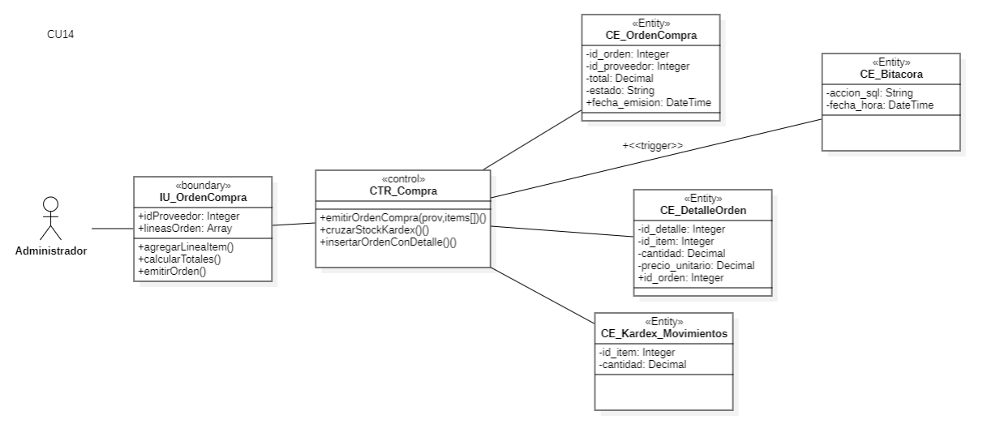 CU14
Administrador
«boundary»
IU_OrdenCompra
+idProveedor: Integer
+lineasOrden: Array
+agregarLineaItem()
+calcularTotales()
+emitirOrden()
«control»
CTR_Compra
+emitirOrdenCompra(prov,items[])()
+cruzarStockKardex()()
+insertarOrdenConDetalle()()
«Entity»
CE_OrdenCompra
-id_orden: Integer
-id_proveedor: Integer
-total: Decimal
-estado: String
+fecha_emision: DateTime
+<<trigger>>
«Entity»
CE_Bitacora
-accion_sql: String
-fecha_hora: DateTime
«Entity»
CE_DetalleOrden
-id_detalle: Integer
-id_item: Integer
-cantidad: Decimal
-precio_unitario: Decimal
+id_orden: Integer
«Entity»
CE_Kardex_Movimientos
-id_item: Integer
-cantidad: Decimal